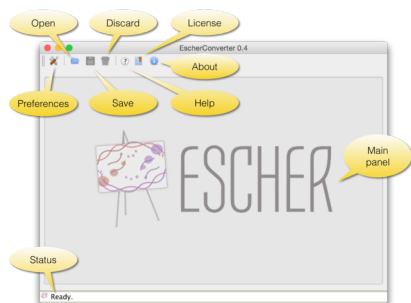 Open
Discard
License
EscherConverter 0.4
About
Preferences
Save
Help
ESCHER
Main
panel
Status
Ready.